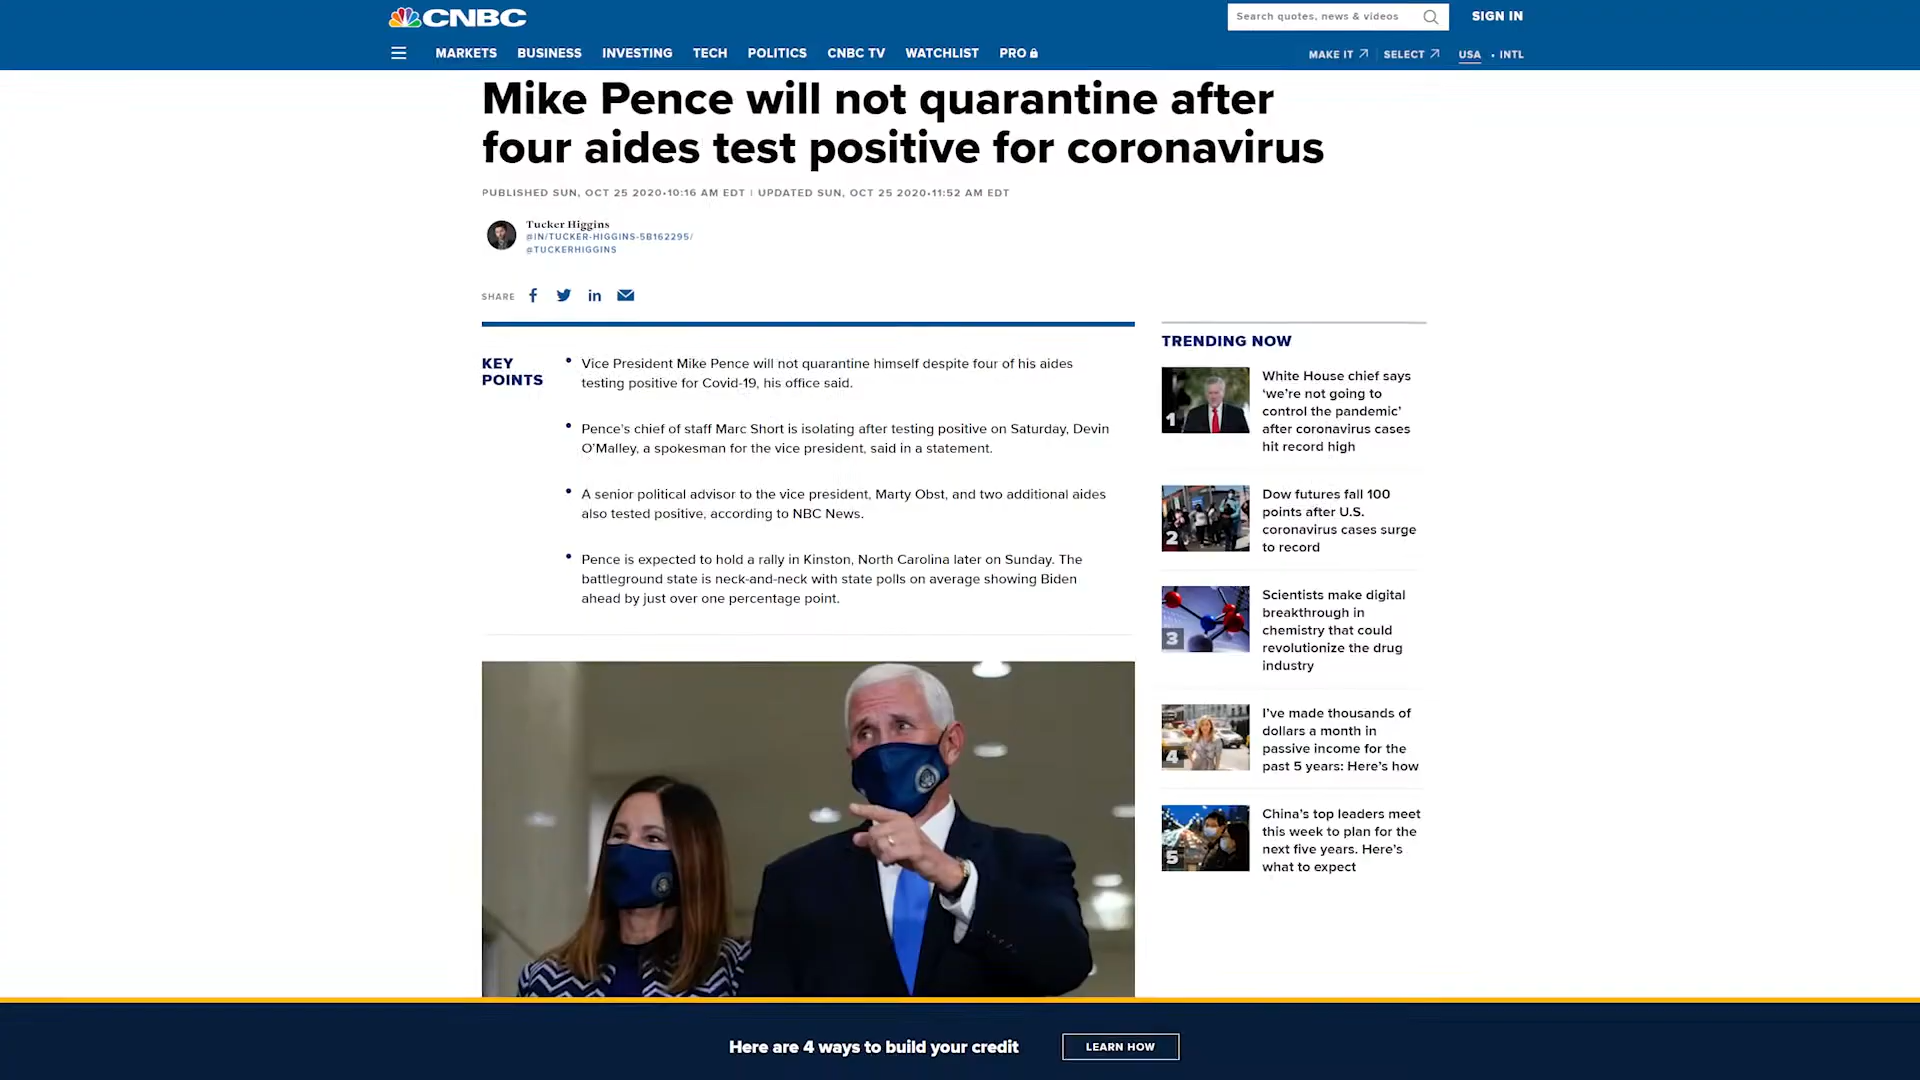 CNBC
Search quotes, news & videos
SIGN IN
MARKETS BUSINESS INVESTING TECH POLITICS CNBC TV WATCHLIST PRO
MAKE IT SELECT USA • INTL
Mike Pence will not quarantine after
four aides test positive for coronavirus
PUBLISHED SUN, OCT 25 2020•10:16 AM EDT | UPDATED SUN, OCT 25 2020•11:52 AM EDT
Tucker Higgins
@IN/TUCKER-HIGGINS-5B162295/
@TUCKERHIGGINS
SHARE
KEY
POINTS
• Vice President Mike Pence will not quarantine himself despite four of his aides
testing positive for Covid-19, his office said.
• Pence's chief of staff Marc Short is isolating after testing positive on Saturday, Devin
O'Malley, a spokesman for the vice president, said in a statement.
• A senior political advisor to the vice president, Marty Obst, and two additional aides
also tested positive, according to NBC News.
• Pence is expected to hold a rally in Kinston, North Carolina later on Sunday. The
battleground state is neck-and-neck with state polls on average showing Biden
ahead by just over one percentage point.
TRENDING NOW
1
White House chief says
‘we’re not going to
control the pandemic’
after coronavirus cases
hit record high
2
Dow futures fall 100
points after U.S.
coronavirus cases surge
to record
3
Scientists make digital
breakthrough in
chemistry that could
revolutionize the drug
industry
4
I’ve made thousands of
dollars a month in
passive income for the
past 5 years: Here’s how
5
China’s top leaders meet
this week to plan for the
next five years. Here’s
what to expect
Here are 4 ways to build your credit
LEARN HOW